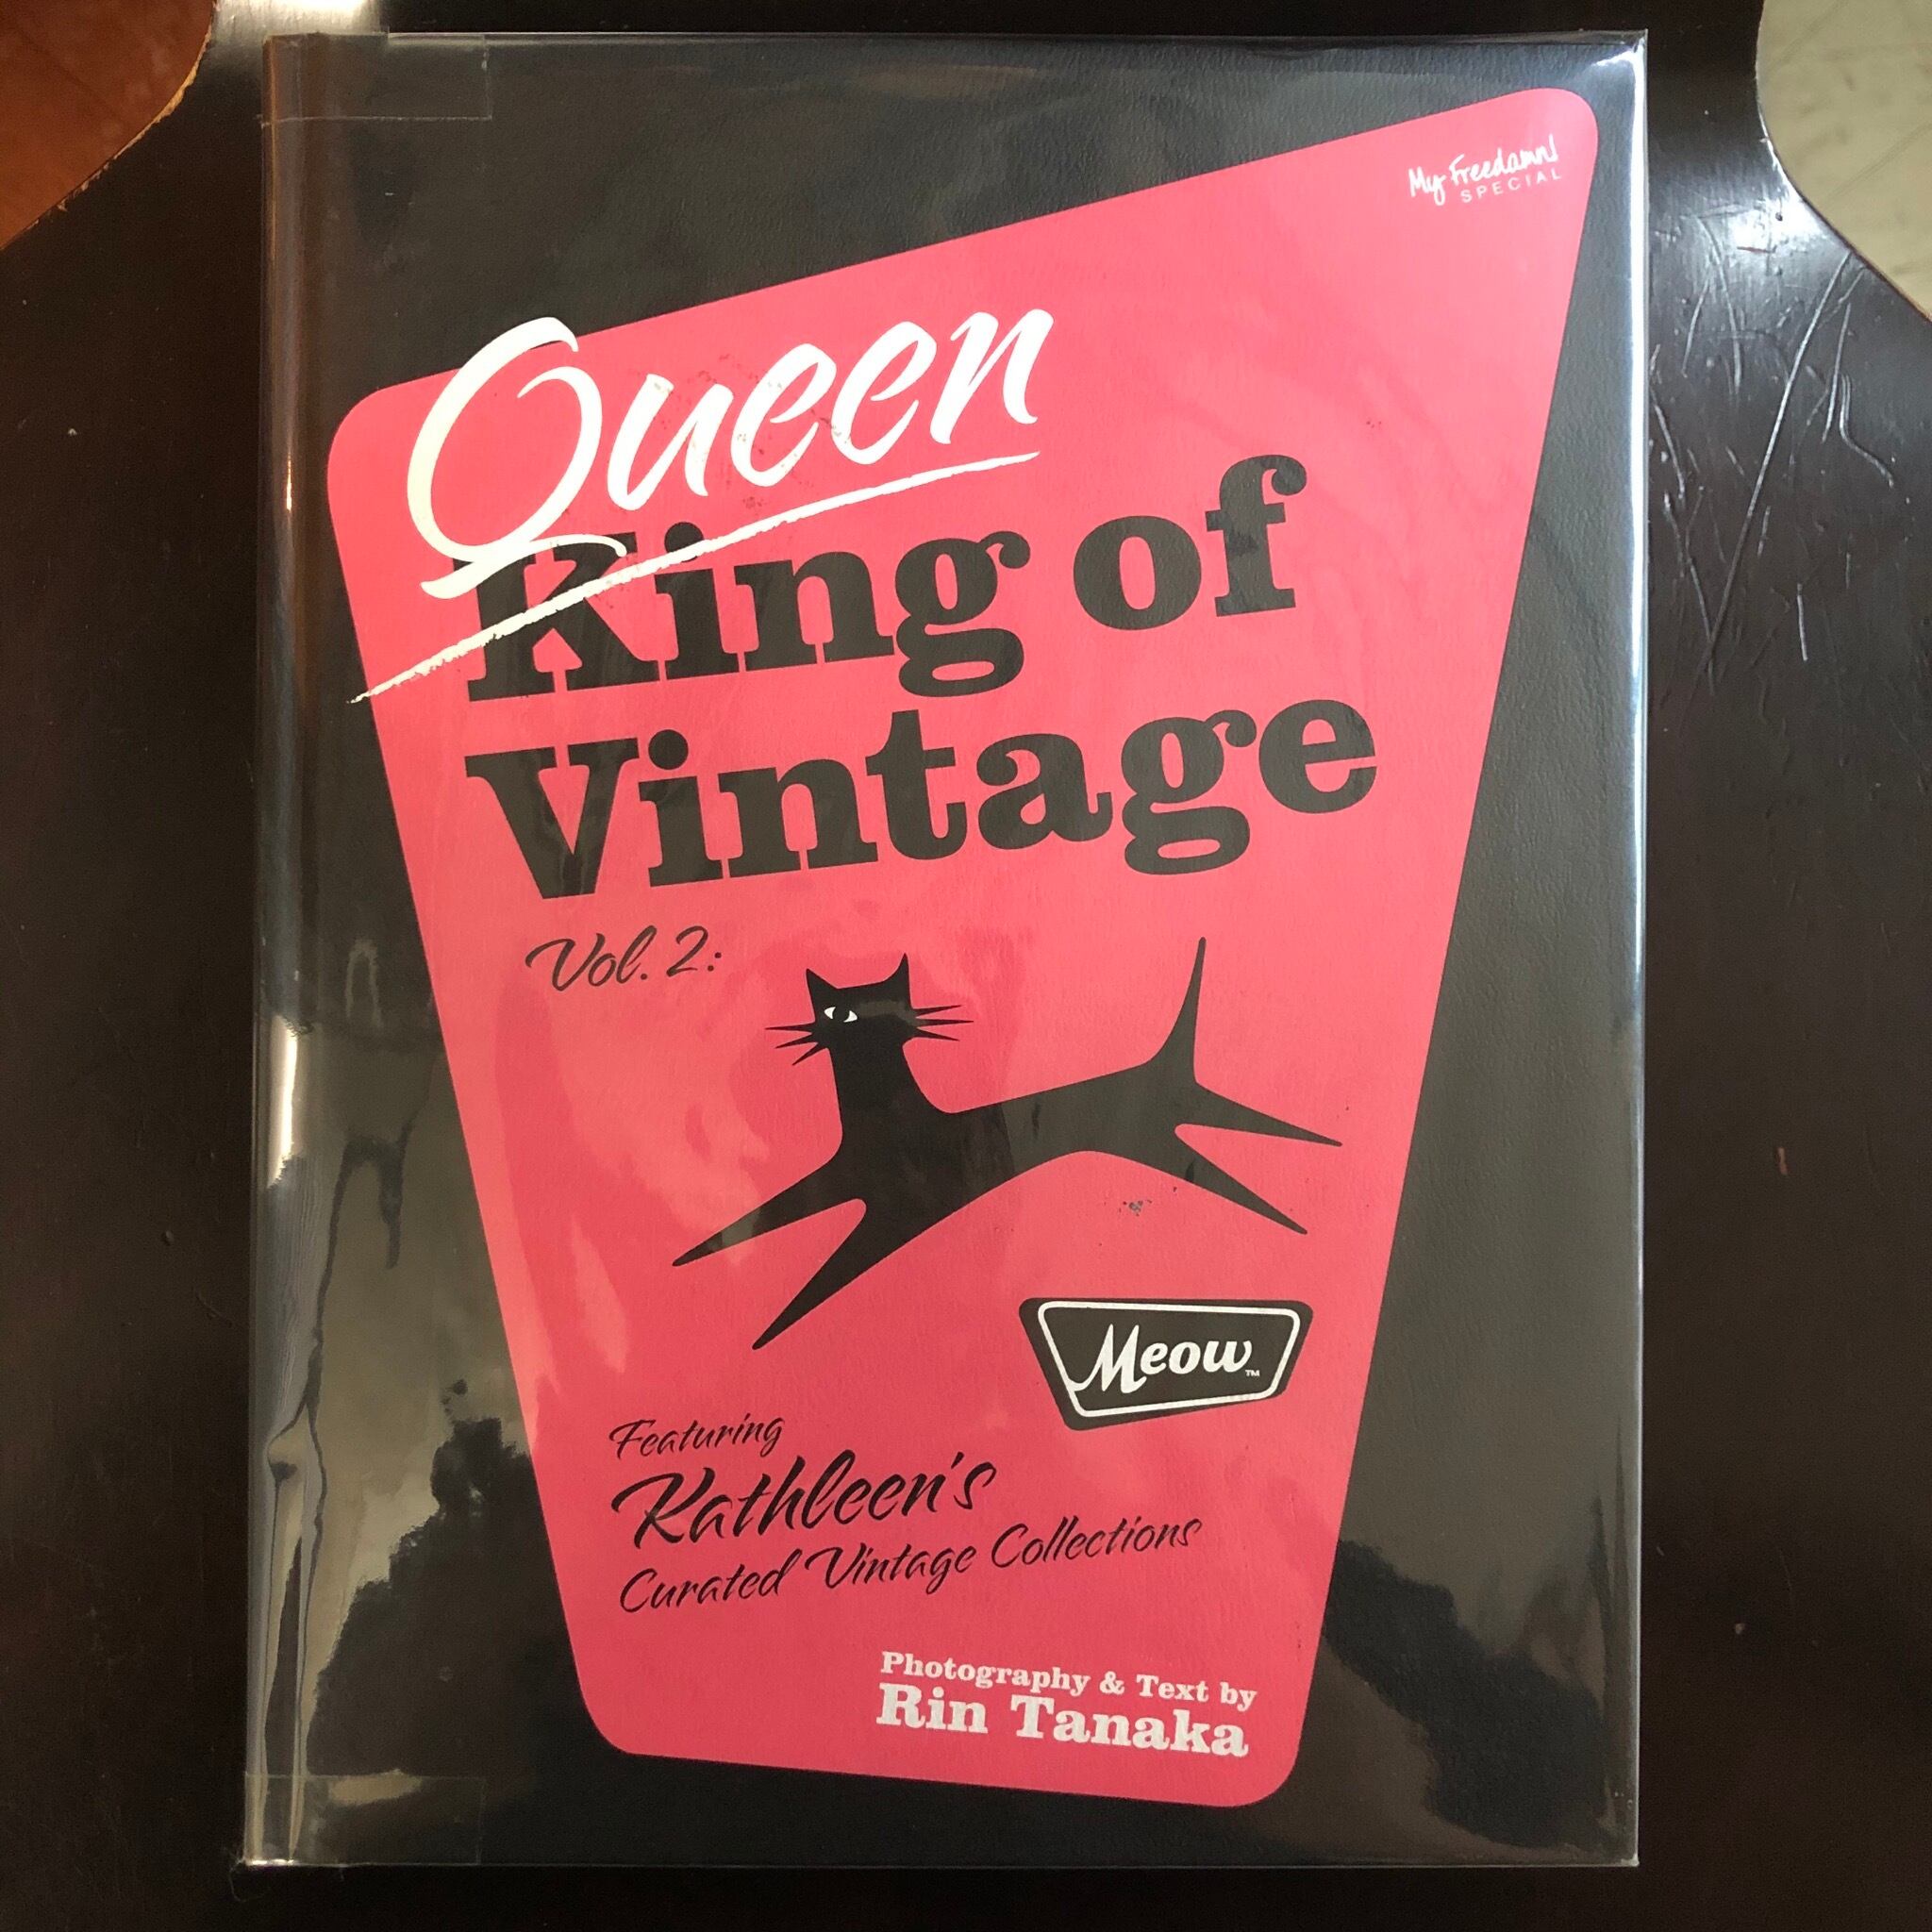 My Freedamn!
SPECIAL
Queen
King of
Vintage
Vol. 2:
Meow™
Featuring
Kathleen's
Curated Vintage Collections
Photography & Text by
Rin Tanaka